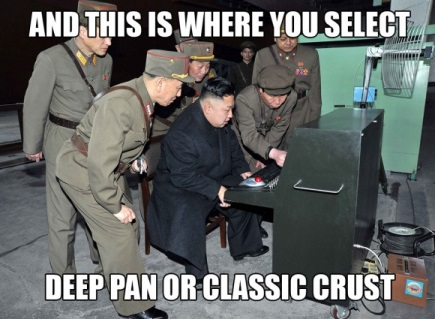 AND THIS IS WHERE YOU SELECT
DEEP PAN OR CLASSIC CRUST